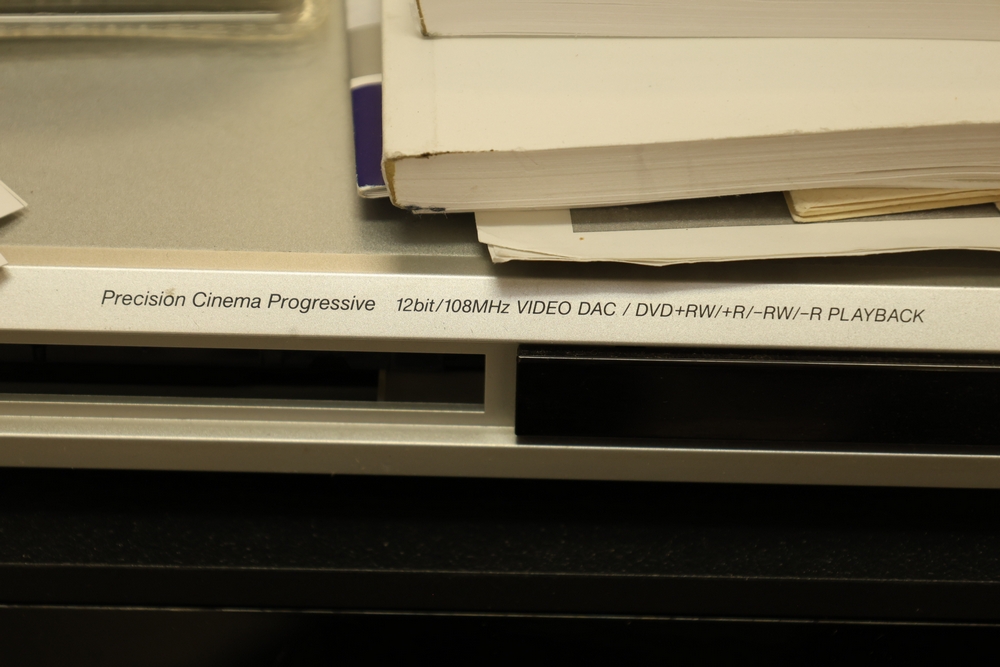 Precision Cinema Progressive 12bit/108MHz VIDEO DAC / DVD+RW/+R/−RW/−R PLAYBACK